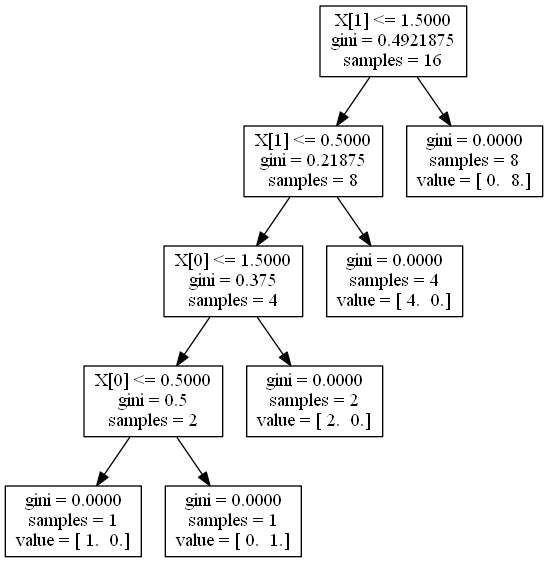 X[1] <= 1.5000
gini = 0.4921875
samples = 16
X[1] <= 0.5000
gini = 0.21875
samples = 8
gini = 0.0000
samples = 8
value = [ 0. 8.]
X[0] <= 1.5000
gini = 0.375
samples = 4
gini = 0.0000
samples = 4
value = [ 4. 0.]
X[0] <= 0.5000
gini = 0.5
samples = 2
gini = 0.0000
samples = 2
value = [ 2. 0.]
gini = 0.0000
samples = 1
value = [ 1. 0.]
gini = 0.0000
samples = 1
value = [ 0. 1.]